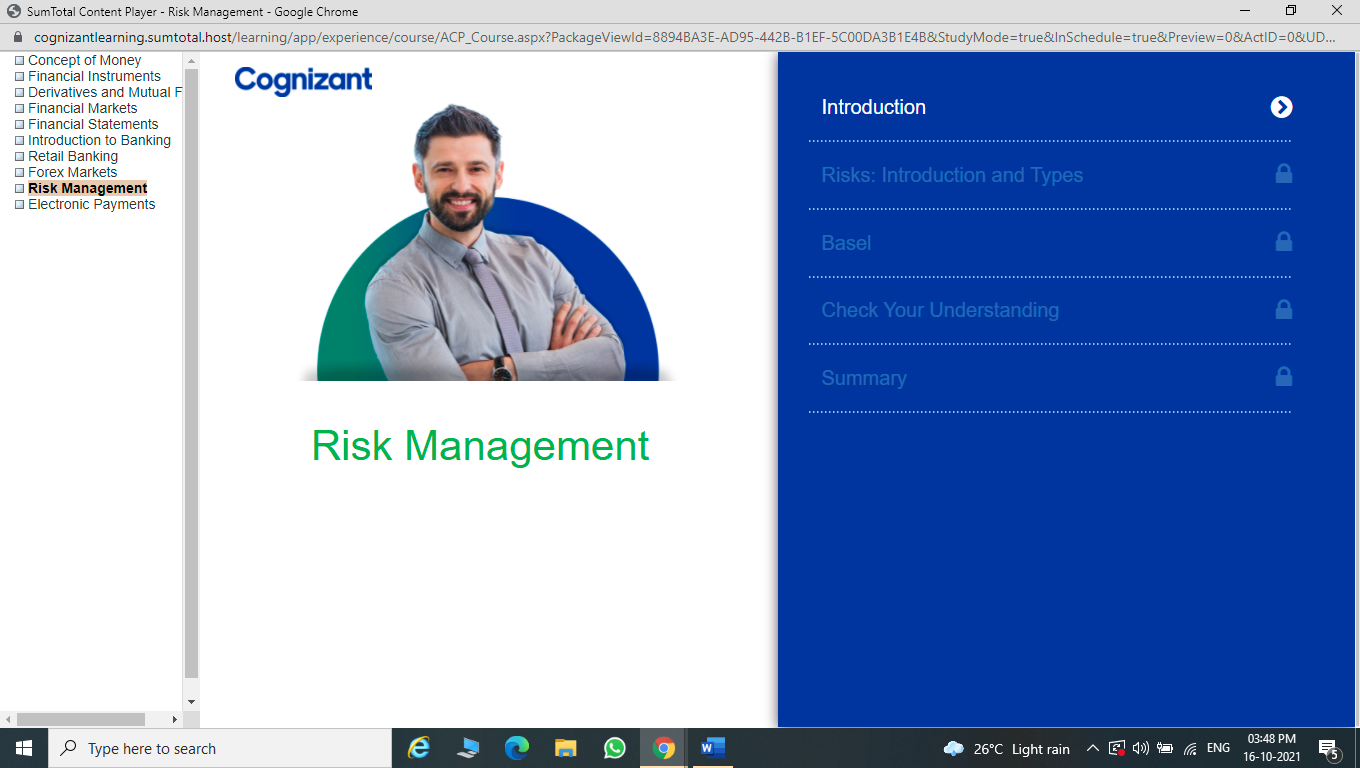 SumTotal Content Player - Risk Management - Google Chrome
cognizantlearning.sumtotal.host/learning/app/experience/course/ACP_Course.aspx?PackageViewId=8894BA3E-AD95-442B-B1EF-5C00DA3B1E4B&StudyMode=true&InSchedule=true&Preview=0&ActID=0&UD...
Concept of Money
Financial Instruments
Derivatives and Mutual F
Financial Markets
Financial Statements
Introduction to Banking
Retail Banking
Forex Markets
Risk Management
Electronic Payments
Cognizant
Risk Management
Introduction
Risks: Introduction and Types
Basel
Check Your Understanding
Summary
Type here to search
26°C Light rain
ENG
03:48 PM
16-10-2021
5